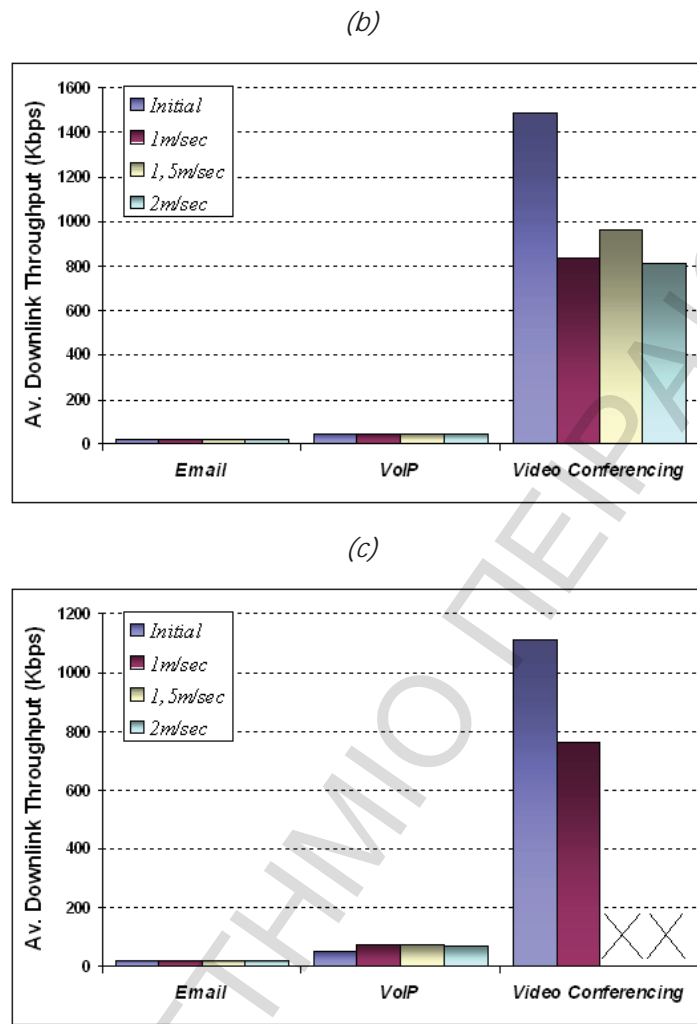 (b)
Av. Downlink Throughput (Kbps)
1600
1400
1200
1000
800
600
400
200
0
Initial
1m/sec
1,5m/sec
2m/sec
Email
VoIP
Video Conferencing
(c)
Av. Downlink Throughput (Kbps)
1200
1000
800
600
400
200
0
Initial
1m/sec
1,5m/sec
2m/sec
Email
VoIP
Video Conferencing